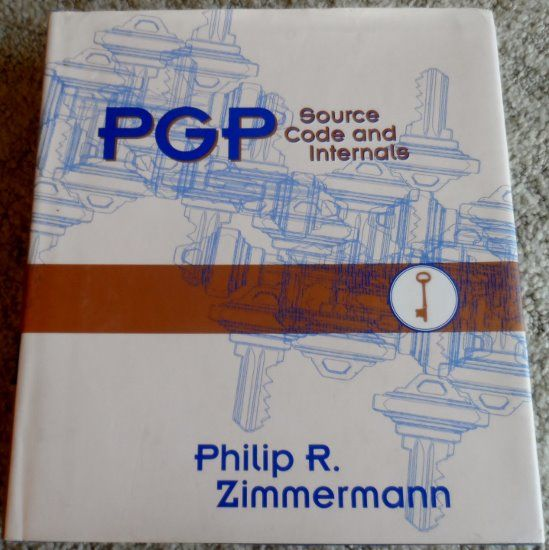 PGP
Source
Code and
Internals
Philip R.
Zimmermann